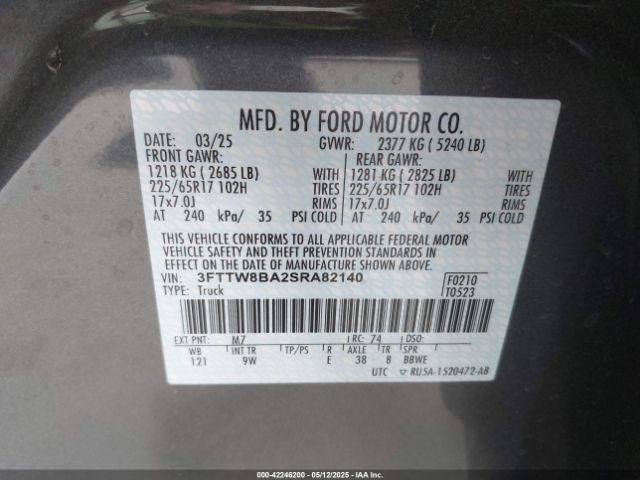 MFD. BY FORD MOTOR CO.
DATE: 03/25 GVWR: 2377 KG ( 5240 LB)
FRONT GAWR: REAR GAWR:
1218 KG ( 2685 LB) WITH 1281 KG ( 2825 LB) WITH
225/65R17 102H TIRES 225/65R17 102H TIRES
17x7.0J RIMS 17x7.0J RIMS
AT 240 kPa/ 35 PSI COLD AT 240 kPa/ 35 PSI COLD
THIS VEHICLE CONFORMS TO ALL APPLICABLE FEDERAL MOTOR
VEHICLE SAFETY AND THEFT PREVENTION STANDARDS IN
EFFECT ON THE DATE OF MANUFACTURE SHOWN ABOVE.
VIN: 3FTTW8BA2SRA82140 F0210
TYPE: Truck T0523
EXT PNT: M7 RC: 74 DSO:
WB INT TR TP/PS R AXLE TR SPR
121 9W E 38 8 BBWE
UTC RU5A-1520472-AB
000-42246200 - 05/12/2025 - IAAI.COM